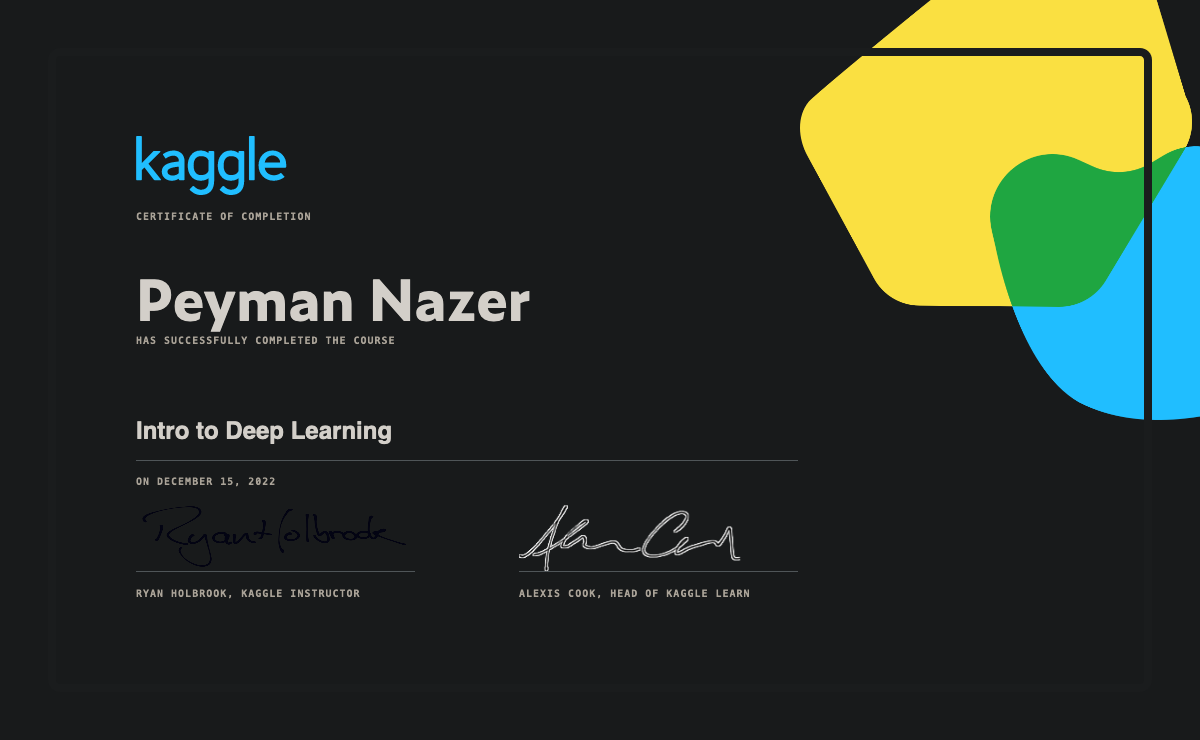 kaggle
CERTIFICATE OF COMPLETION
Peyman Nazer
HAS SUCCESSFULLY COMPLETED THE COURSE
Intro to Deep Learning
ON DECEMBER 15, 2022
Ryan Holbrook
RYAN HOLBROOK, KAGGLE INSTRUCTOR
ALEXIS COOK, HEAD OF KAGGLE LEARN